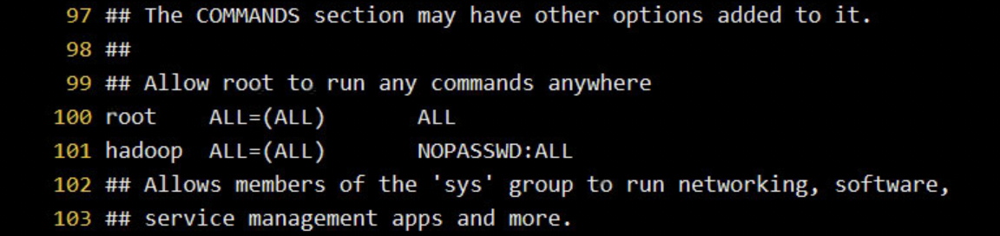 97 ## The COMMANDS section may have other options added to it.
98 ##
99 ## Allow root to run any commands anywhere
100 root    ALL=(ALL)       ALL
101 hadoop  ALL=(ALL)       NOPASSWD:ALL
102 ## Allows members of the 'sys' group to run networking, software,
103 ## service management apps and more.